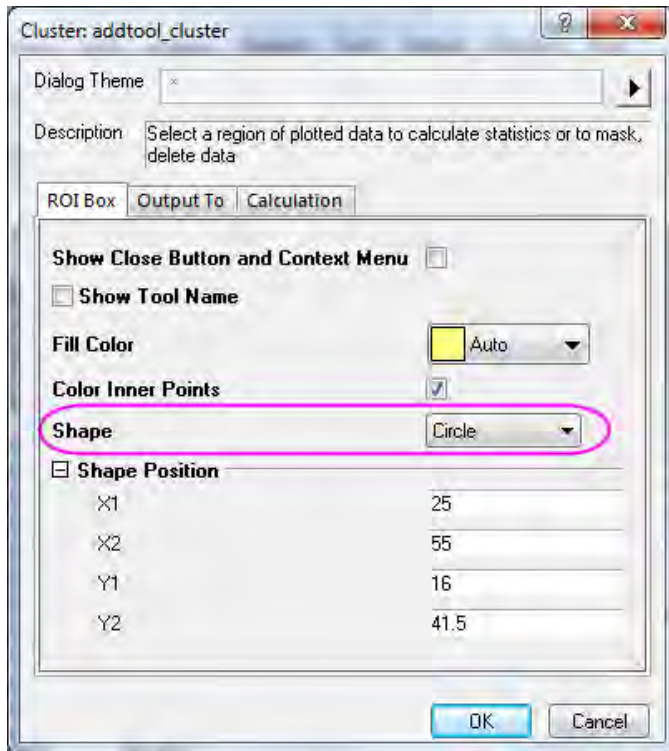 Cluster: addtool_cluster
Dialog Theme
Description Select a region of plotted data to calculate statistics or to mask,
delete data
ROI Box Output To Calculation
Show Close Button and Context Menu
Show Tool Name
Fill Color Auto
Color Inner Points
Shape Circle
Shape Position
X1 25
X2 55
Y1 16
Y2 41.5
OK Cancel